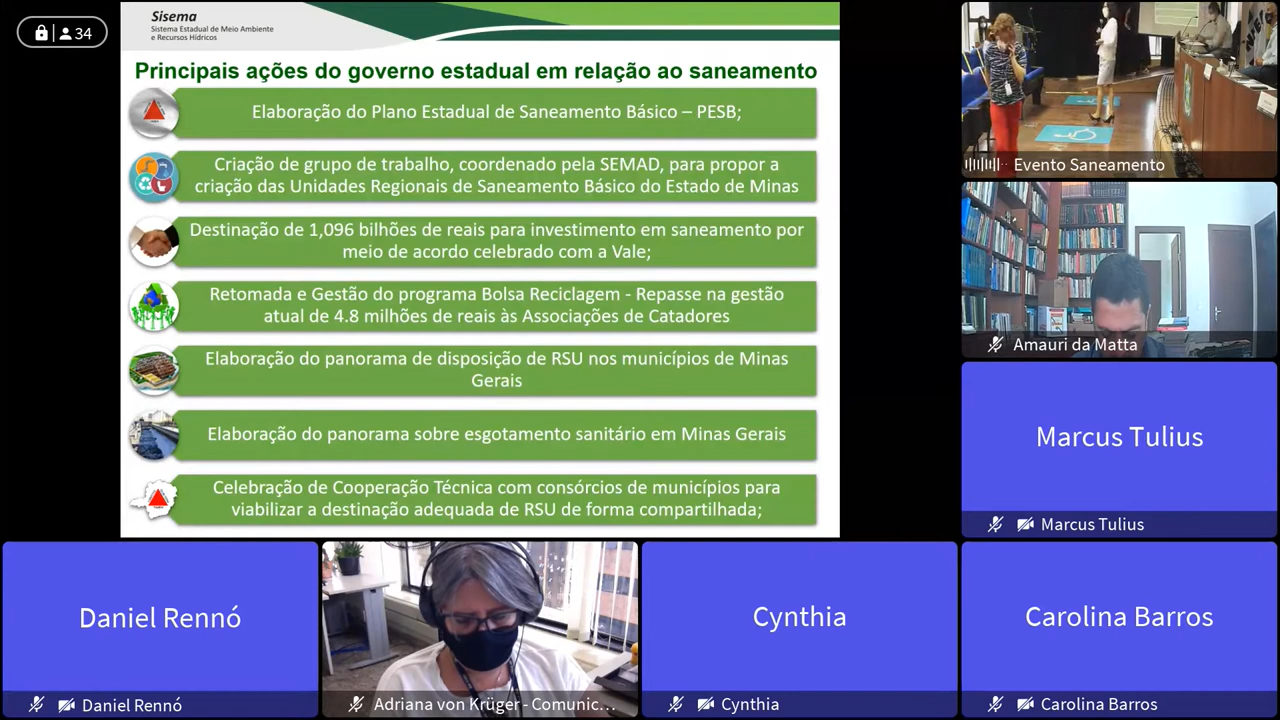 34
Sisema
Sistema Estadual de Meio Ambiente
e Recursos Hídricos
Principais ações do governo estadual em relação ao saneamento
Elaboração do Plano Estadual de Saneamento Básico – PESB;
Criação de grupo de trabalho, coordenado pela SEMAD, para propor a
criação das Unidades Regionais de Saneamento Básico do Estado de Minas
Destinação de 1,096 bilhões de reais para investimento em saneamento por
meio de acordo celebrado com a Vale;
Retomada e Gestão do programa Bolsa Reciclagem - Repasse na gestão
atual de 4.8 milhões de reais às Associações de Catadores
Elaboração do panorama de disposição de RSU nos municípios de Minas
Gerais
Elaboração do panorama sobre esgotamento sanitário em Minas Gerais
Celebração de Cooperação Técnica com consórcios de municípios para
viabilizar a destinação adequada de RSU de forma compartilhada;
Evento Saneamento
Amauri da Matta
Marcus Tulius
Marcus Tulius
Daniel Rennó
Daniel Rennó
Adriana von Krüger - Comunic...
Cynthia
Cynthia
Carolina Barros
Carolina Barros